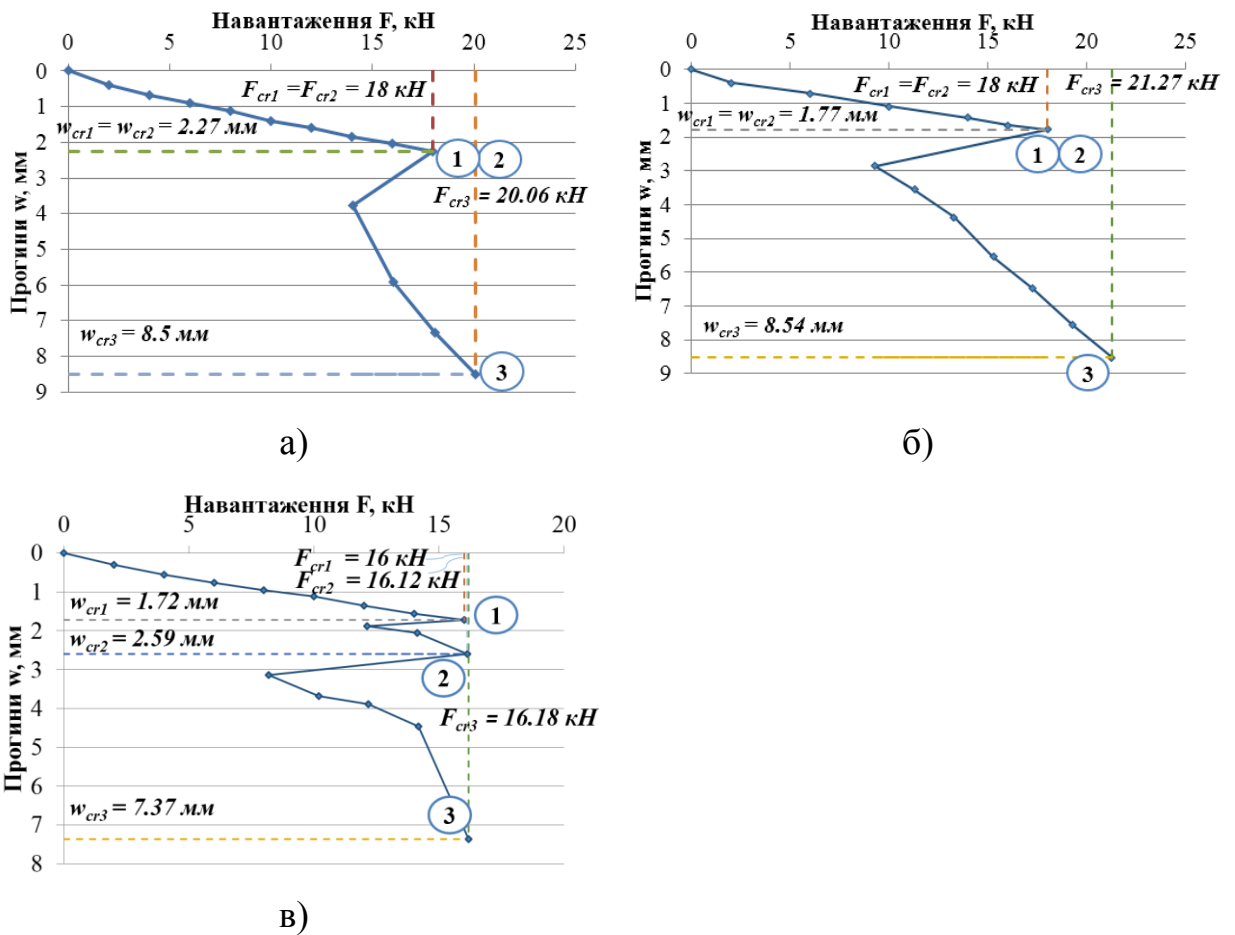 Навантаження F, кН
0 5 10 15 20 25
0
1
2
3
4
5
6
7
8
9
Прогини w, мм
Fcr1 =Fcr2 = 18 кН
wcr1 = wcr2 = 2.27 мм
1 2
Fcr3 = 20.06 кН
wcr3 = 8.5 мм
3
а)
Навантаження F, кН
0 5 10 15 20 25
0
1
2
3
4
5
6
7
8
9
Прогини w, мм
Fcr1 =Fcr2 = 18 кН
Fcr3 = 21.27 кН
wcr1 = wcr2 = 1.77 мм
1 2
wcr3 = 8.54 мм
3
б)
Навантаження F, кН
0 5 10 15 20
0
1
2
3
4
5
6
7
8
Прогини w, мм
Fcr1 = 16 кН
Fcr2 = 16.12 кН
wcr1 = 1.72 мм
1
wcr2 = 2.59 мм
2
Fcr3 = 16.18 кН
wcr3 = 7.37 мм
3
в)